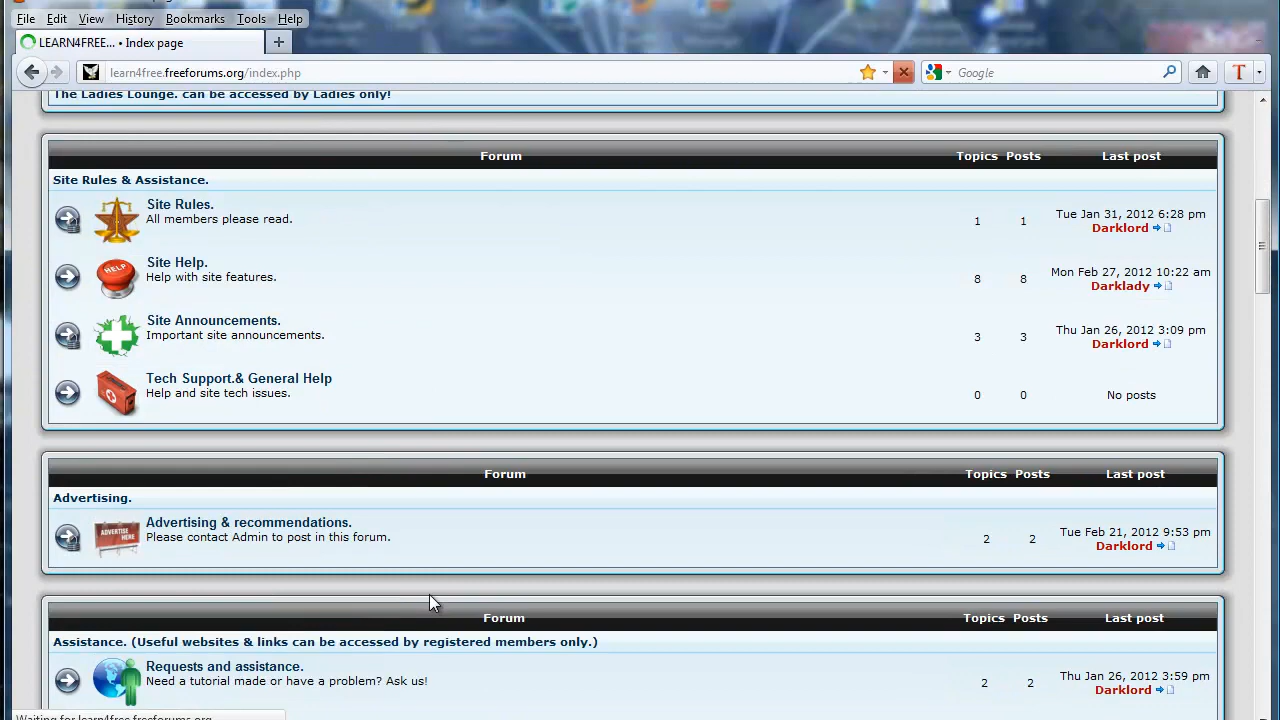 File Edit View History Bookmarks Tools Help
LEARN4FREE... • Index page
learn4free.freeforums.org/index.php
Google
T
The Ladies Lounge. can be accessed by Ladies only!
Forum Topics Posts Last post
Site Rules & Assistance.
Site Rules.
All members please read.
1 1 Tue Jan 31, 2012 6:28 pm
Darklord
HELP
Site Help.
Help with site features.
8 8 Mon Feb 27, 2012 10:22 am
Darklady
Site Announcements.
Important site announcements.
3 3 Thu Jan 26, 2012 3:09 pm
Darklord
Tech Support.& General Help
Help and site tech issues.
0 0 No posts
Forum Topics Posts Last post
Advertising.
ADVERTISE HERE
Advertising & recommendations.
Please contact Admin to post in this forum.
2 2 Tue Feb 21, 2012 9:53 pm
Darklord
Forum Topics Posts Last post
Assistance. (Useful websites & links can be accessed by registered members only.)
Requests and assistance.
Need a tutorial made or have a problem? Ask us!
2 2 Thu Jan 26, 2012 3:59 pm
Darklord
Waiting for learn4free.freeforums.org